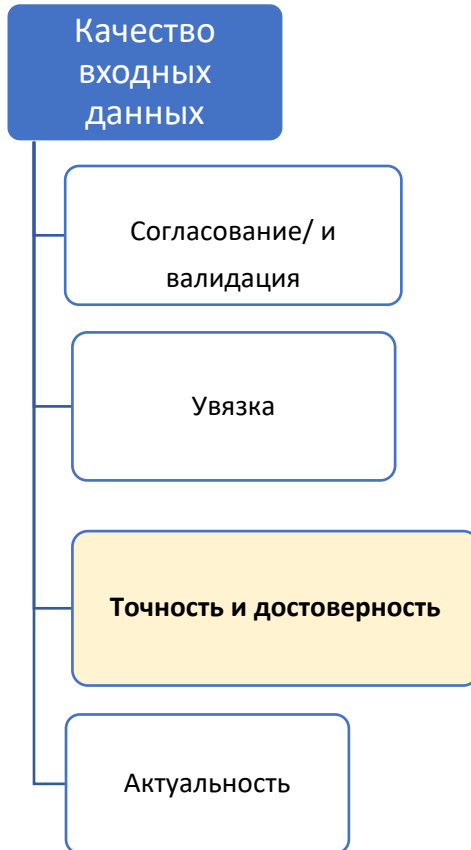 Качество
входных
данных
Согласование/ и
валидация
Увязка
Точность и достоверность
Актуальность